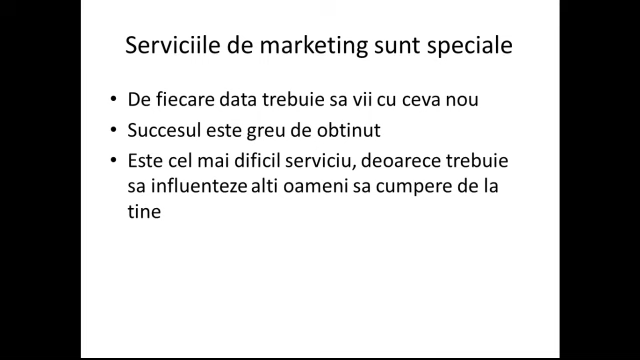 Serviciile de marketing sunt speciale
• De fiecare data trebuie sa vii cu ceva nou
• Succesul este greu de obtinut
• Este cel mai dificil serviciu, deoarece trebuie
sa influenteze alti oameni sa cumpere de la
tine